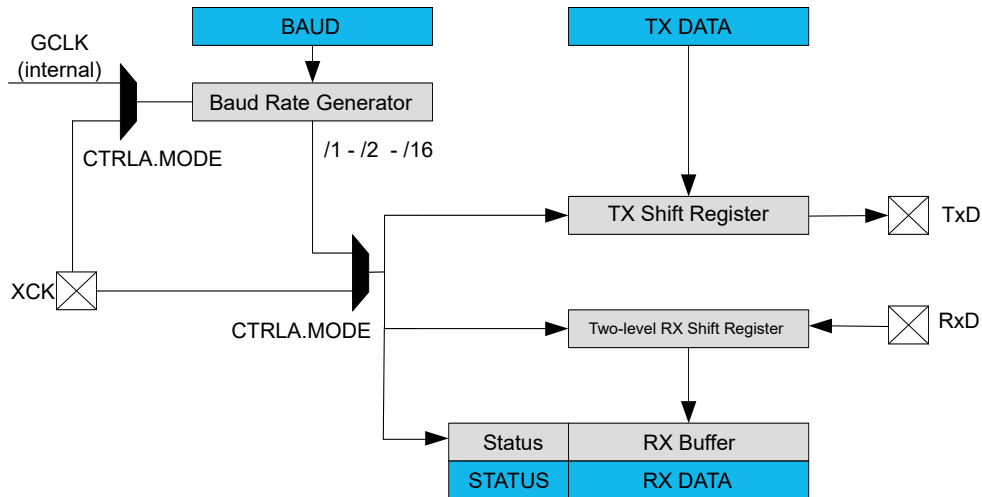 BAUD
TX DATA
GCLK
(internal)
Baud Rate Generator
/1 - /2 - /16
CTRLA.MODE
TX Shift Register
TxD
XCK
CTRLA.MODE
Two-level RX Shift Register
RxD
Status
RX Buffer
STATUS
RX DATA